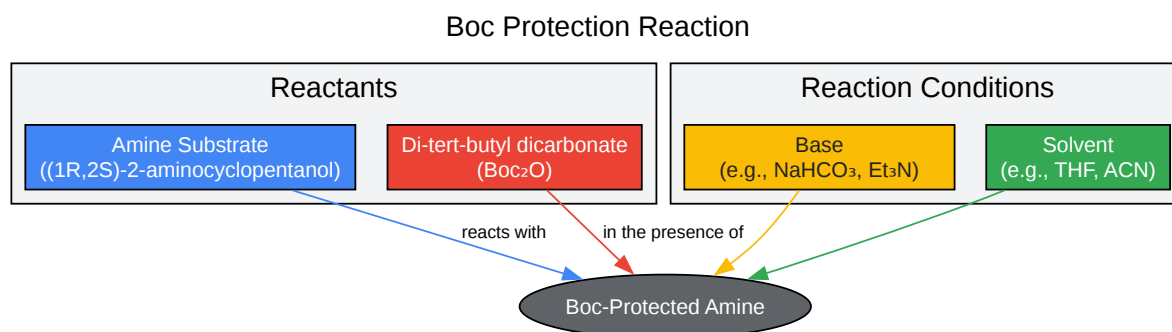 Boc Protection Reaction
Reactants
Reaction Conditions
Amine Substrate
((1R,2S)-2-aminocyclopentanol)
Di-tert-butyl dicarbonate
(Boc₂O)
Base
(e.g., NaHCO₃, Et₃N)
Solvent
(e.g., THF, ACN)
reacts with
in the presence of
Boc-Protected Amine